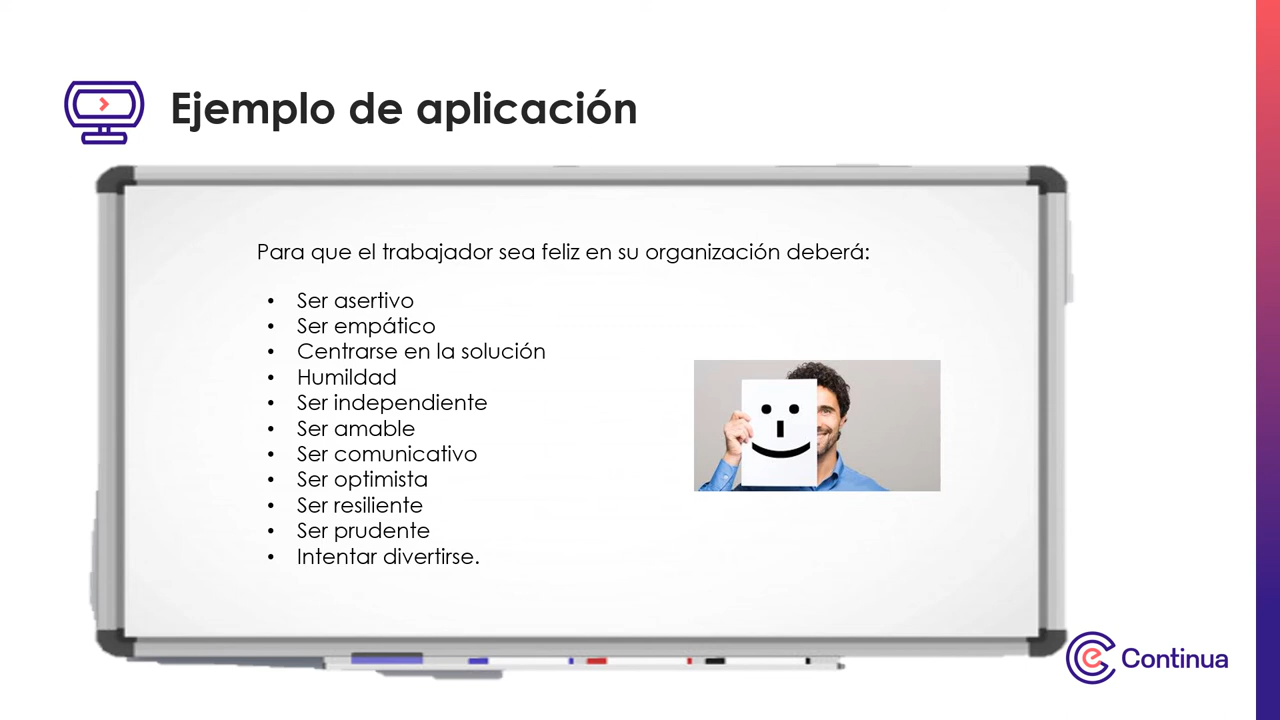 Ejemplo de aplicación
Para que el trabajador sea feliz en su organización deberá:
• Ser asertivo
• Ser empático
• Centrarse en la solución
• Humildad
• Ser independiente
• Ser amable
• Ser comunicativo
• Ser optimista
• Ser resiliente
• Ser prudente
• Intentar divertirse.
Continua